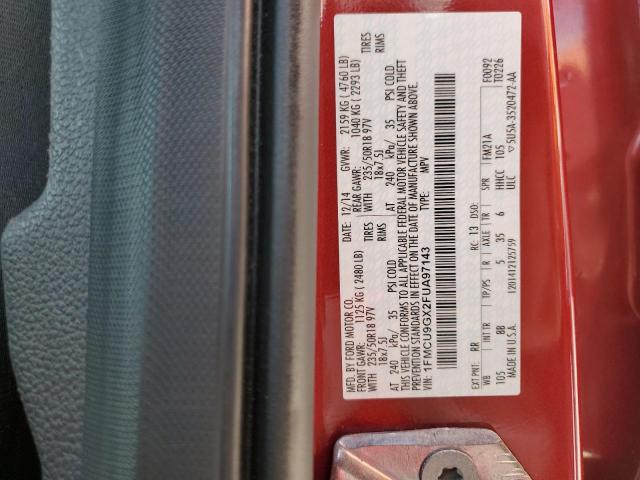 MFD. BY FORD MOTOR CO.
DATE: 12/14 GVWR: 2159 KG ( 4760 LB)
FRONT GAWR: 1125 KG ( 2480 LB) REAR GAWR: 1040 KG ( 2293 LB)
WITH 235/50R18 97V TIRES WITH 235/50R18 97V TIRES
18x7.5J RIMS 18x7.5J RIMS
AT 240 kPa/ 35 PSI COLD AT 240 kPa/ 35 PSI COLD
THIS VEHICLE CONFORMS TO ALL APPLICABLE FEDERAL MOTOR VEHICLE SAFETY AND THEFT
PREVENTION STANDARDS IN EFFECT ON THE DATE OF MANUFACTURE SHOWN ABOVE.
VIN: 1FMCU9GX2FUA97143 TYPE: MPV
F0092
T0226
EXT PNT: RR RC: 13 DSO: FM21A
WB INT TR TP/PS R AXLE TR SPR
105 BB 5 35 6 HHCC 105
MADE IN U.S.A. ULC 5U5A-3520472-AA
1201412125759